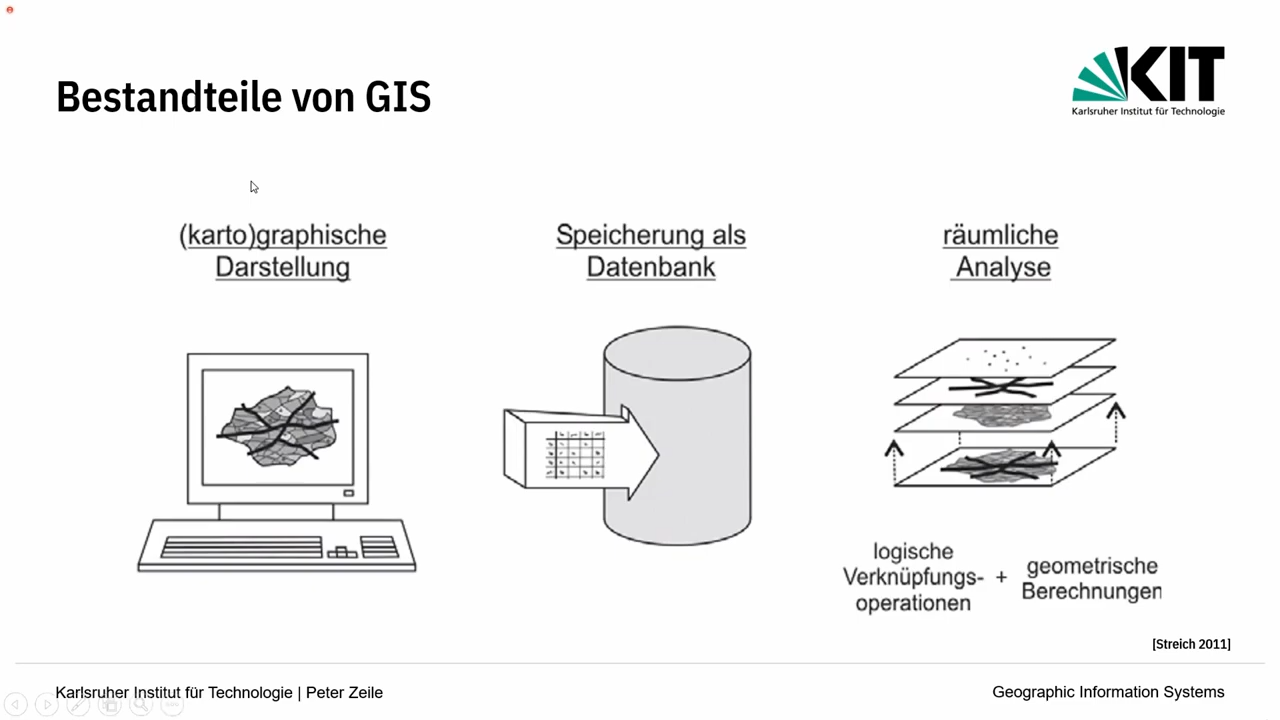 Bestandteile von GIS
KIT
Karlsruher Institut für Technologie
(karto)graphische
Darstellung
Speicherung als
Datenbank
räumliche
Analyse
logische
Verknüpfungs-
operationen
+
geometrische
Berechnungen
[Streich 2011]
Karlsruher Institut für Technologie | Peter Zeile
Geographic Information Systems